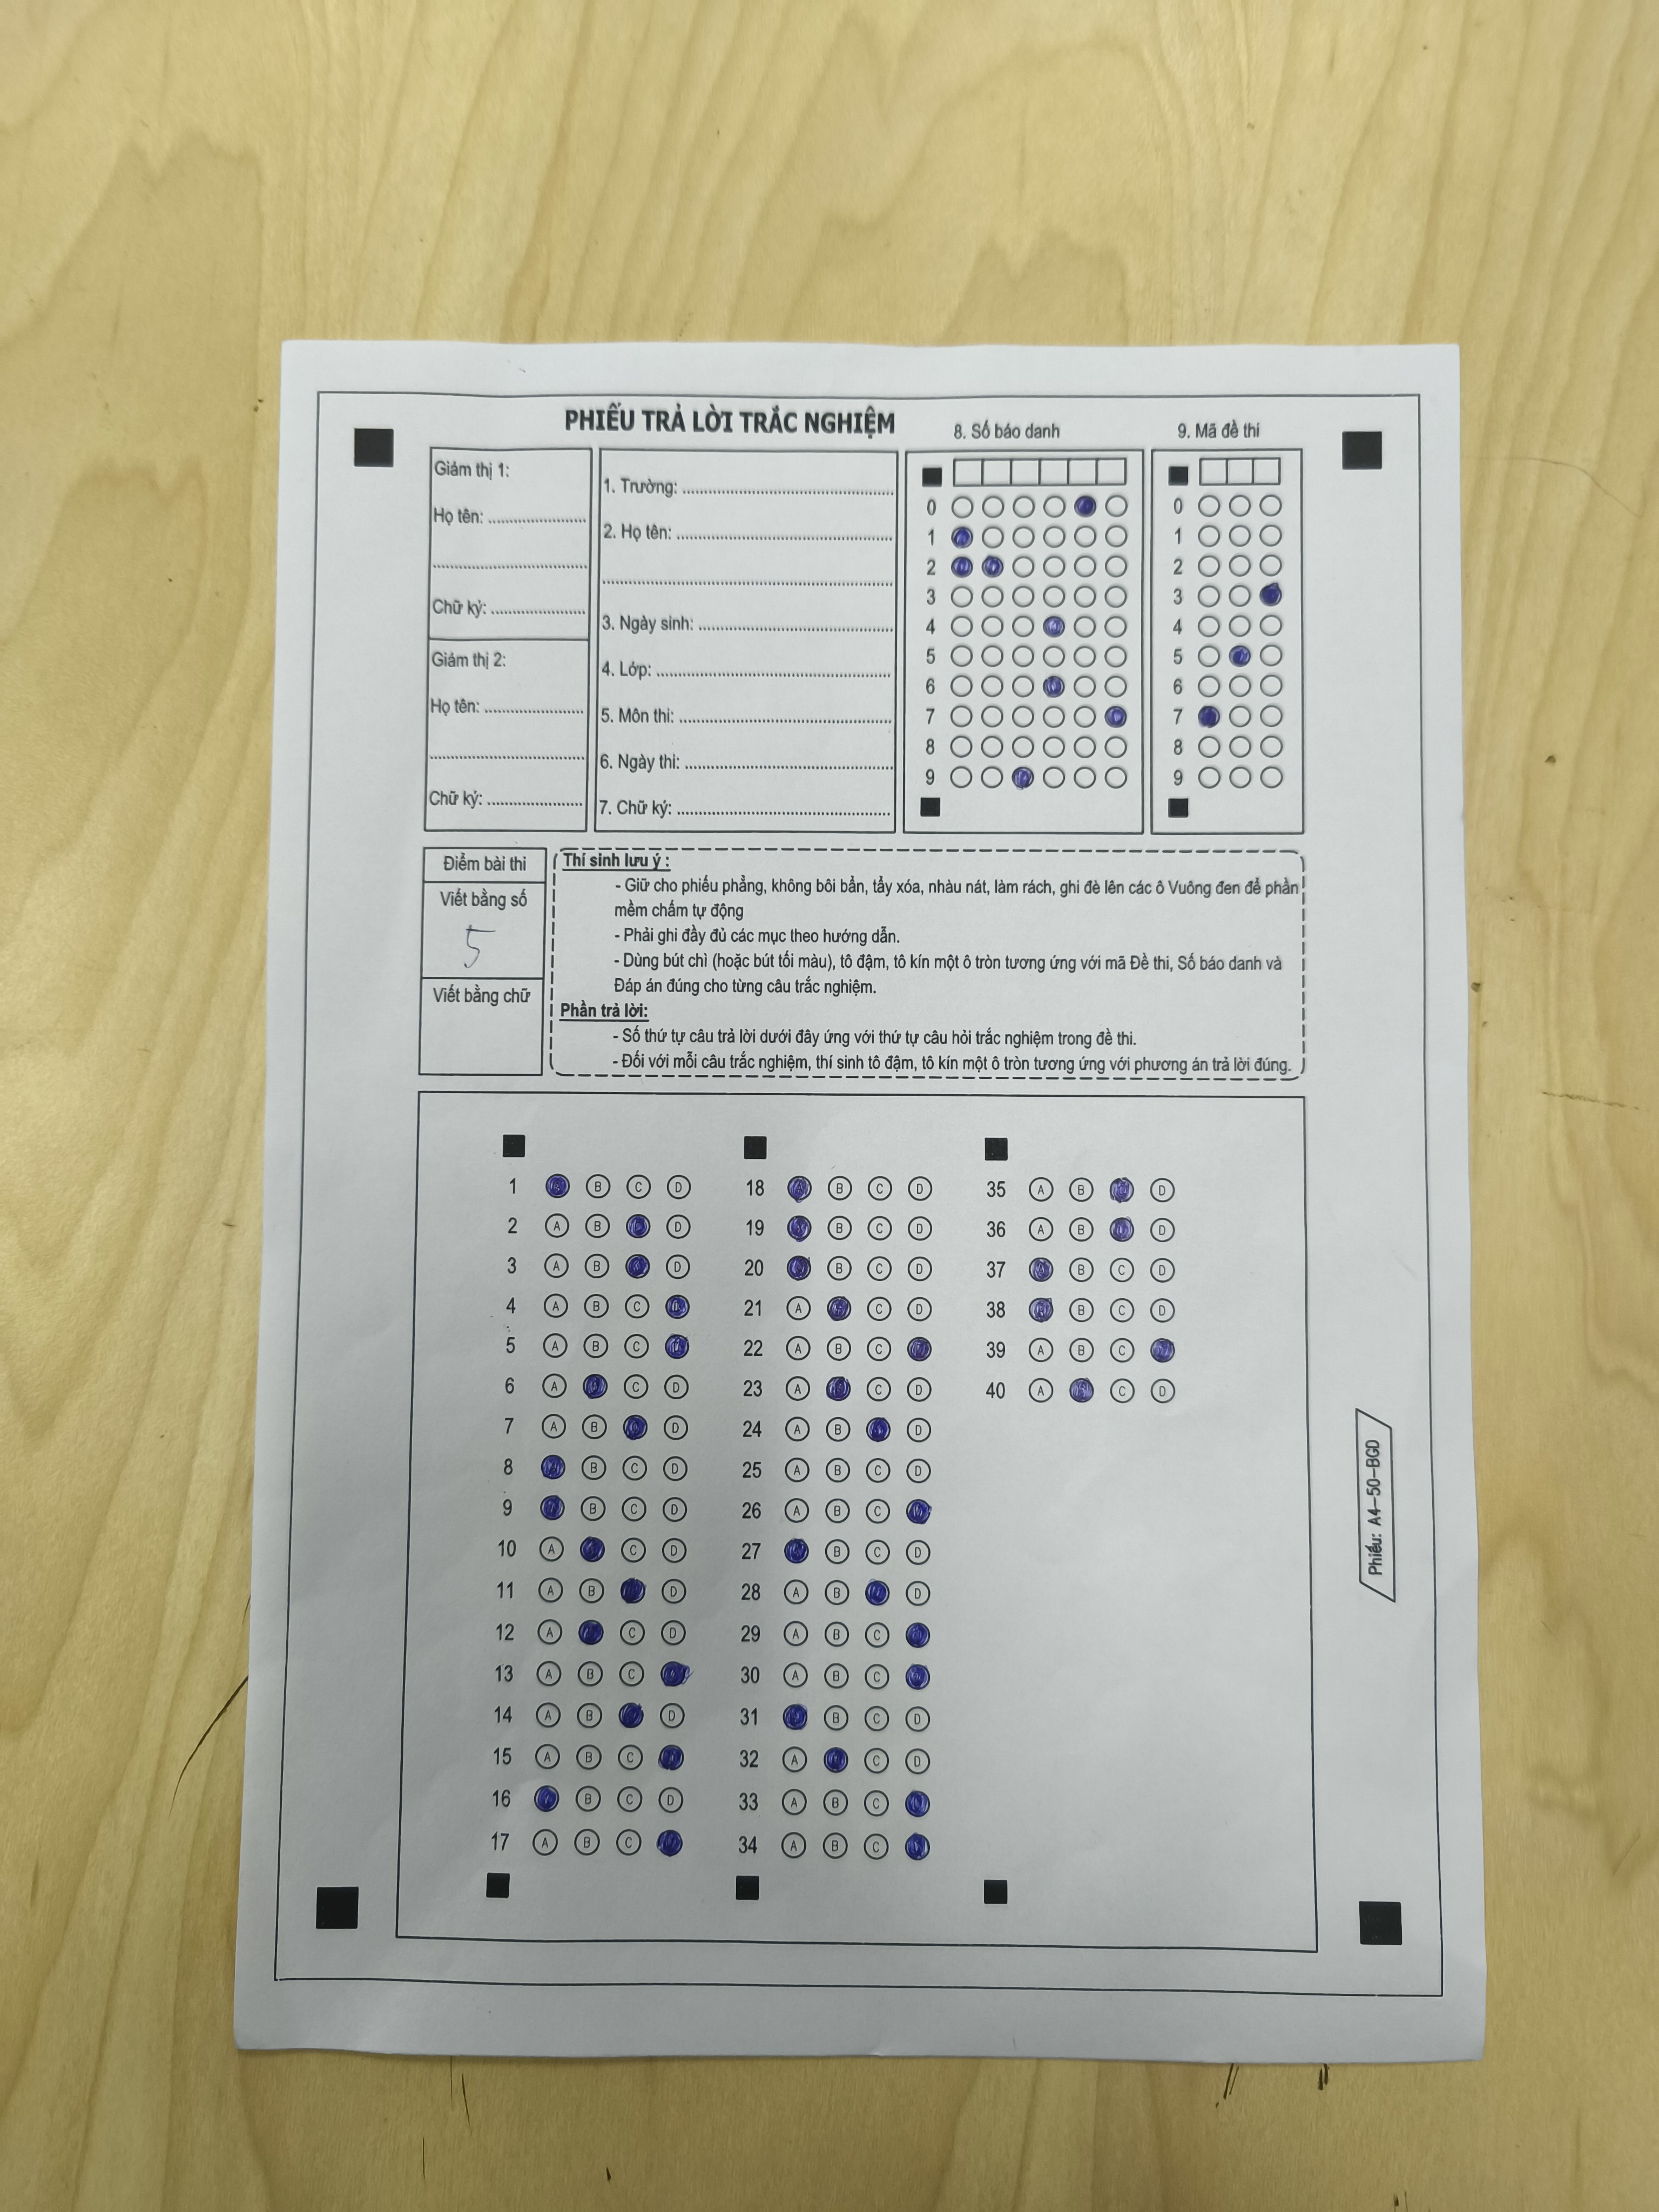 PHIẾU TRẢ LỜI TRẮC NGHIỆM
8. Số báo danh
9. Mã đề thi
Giám thị 1:
Họ tên: ......................
..................................
Chữ ký: .....................
Giám thị 2:
Họ tên: ......................
..................................
Chữ ký: .....................
1. Trường: ..............................................
2. Họ tên: ..............................................
..............................................
3. Ngày sinh: ..............................................
4. Lớp: ..............................................
5. Môn thi: ..............................................
6. Ngày thi: ..............................................
7. Chữ ký: ..............................................
0 0
1 1
2 2
3 3
4 4
5 5
6 6
7 7
8 8
9 9
Điểm bài thi
Viết bằng số
5
Viết bằng chữ
Thí sinh lưu ý :
- Giữ cho phiếu phẳng, không bôi bẩn, tẩy xóa, nhàu nát, làm rách, ghi đè lên các ô Vuông đen để phần
mềm chấm tự động
- Phải ghi đầy đủ các mục theo hướng dẫn.
- Dùng bút chì (hoặc bút tối màu), tô đậm, tô kín một ô tròn tương ứng với mã Đề thi, Số báo danh và
Đáp án đúng cho từng câu trắc nghiệm.
Phần trả lời:
- Số thứ tự câu trả lời dưới đây ứng với thứ tự câu hỏi trắc nghiệm trong đề thi.
- Đối với mỗi câu trắc nghiệm, thí sinh tô đậm, tô kín một ô tròn tương ứng với phương án trả lời đúng.
1 B C D
2 A B D
3 A B D
4 A B C
5 A B C
6 A C D
7 A B D
8 B C D
9 B C D
10 A C D
11 A B D
12 A C D
13 A B C
14 A B D
15 A B C
16 B C D
17 A B C
18 B C D
19 B C D
20 B C D
21 A C D
22 A B C
23 A C D
24 A B D
25 A B C D
26 A B C
27 B C D
28 A B D
29 A B C
30 A B C
31 B C D
32 A C D
33 A B C
34 A B C
35 A B D
36 A B D
37 B C D
38 B C D
39 A B C
40 A C D
Phiếu: A4-50-BGD